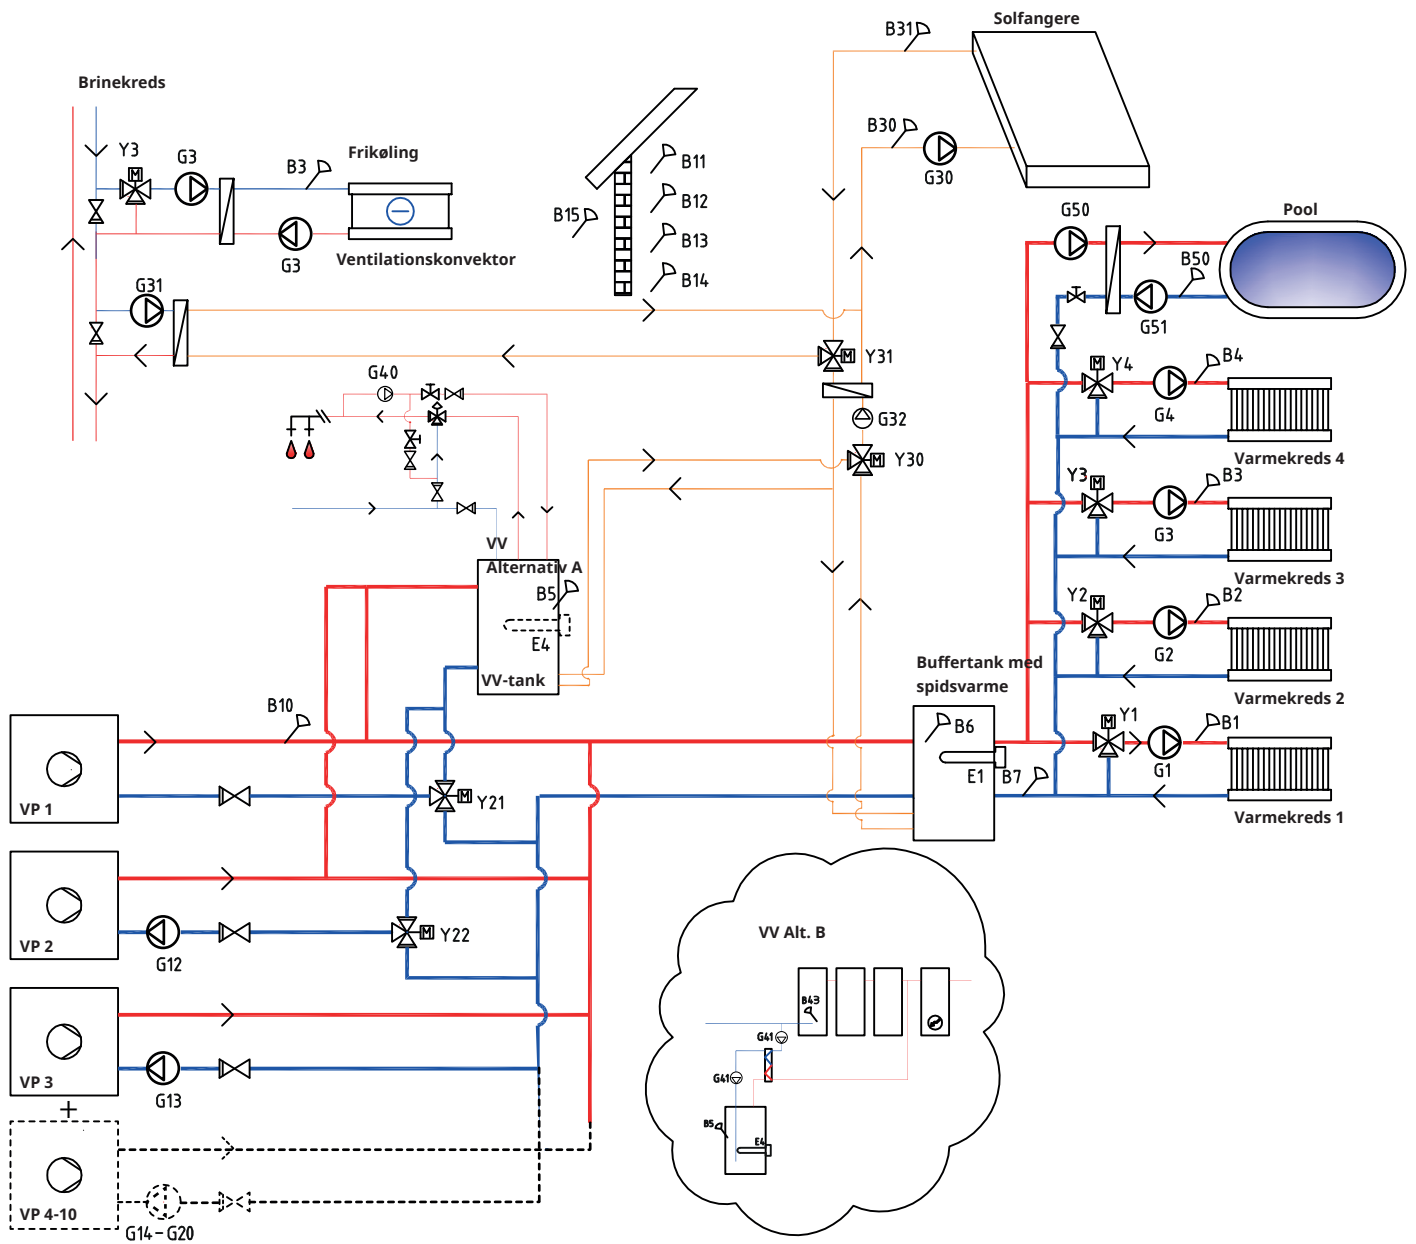 Solfangere
B31
Brinekreds
B30
G30
Y3
G3
B3
Frikøling
B11
B12
B15
B13
B14
G3
Ventilationskonvektor
G50
Pool
B50
G51
G31
Y31
G40
G32
Y30
Y4
B4
G4
Varmekreds 4
Y3
B3
G3
Varmekreds 3
VV
Alternativ A
B5
E4
VV-tank
Y2
B2
G2
Varmekreds 2
Buffertank med
spidsvarme
B6
E1
B7
Y1
B1
G1
Varmekreds 1
B10
VP 1
Y21
VP 2
G12
Y22
VP 3
G13
+
VP 4-10
G14-G20
VV Alt. B
B43
G41
G41
B5
E4
M
M
M
M
M
M
M
M
M